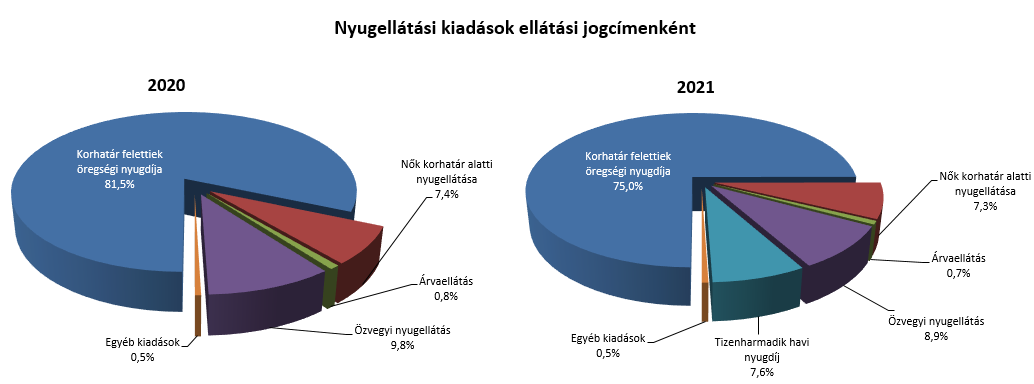 Nyugellátási kiadások ellátási jogcímenként
2020
Korhatár felettiek
öregségi nyugdíja
81,5%
Nők korhatár alatti
nyugellátása
7,4%
Árvaellátás
0,8%
Özvegyi nyugellátás
9,8%
Egyéb kiadások
0,5%
2021
Korhatár felettiek
öregségi nyugdíja
75,0%
Nők korhatár alatti
nyugellátása
7,3%
Árvaellátás
0,7%
Özvegyi nyugellátás
8,9%
Tizenharmadik havi
nyugdíj
7,6%
Egyéb kiadások
0,5%